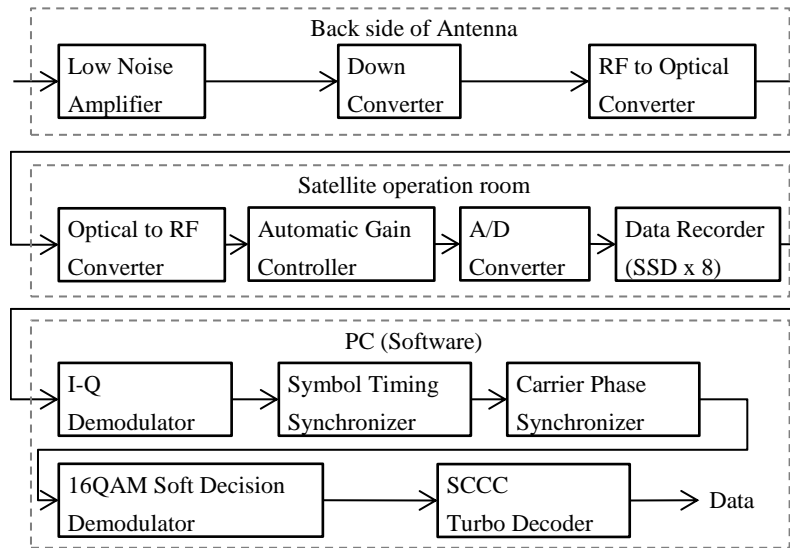 Back side of Antenna
Low Noise
Amplifier
Down
Converter
RF to Optical
Converter
Satellite operation room
Optical to RF
Converter
Automatic Gain
Controller
A/D
Converter
Data Recorder
(SSD x 8)
PC (Software)
I-Q
Demodulator
Symbol Timing
Synchronizer
Carrier Phase
Synchronizer
16QAM Soft Decision
Demodulator
SCCC
Turbo Decoder
Data